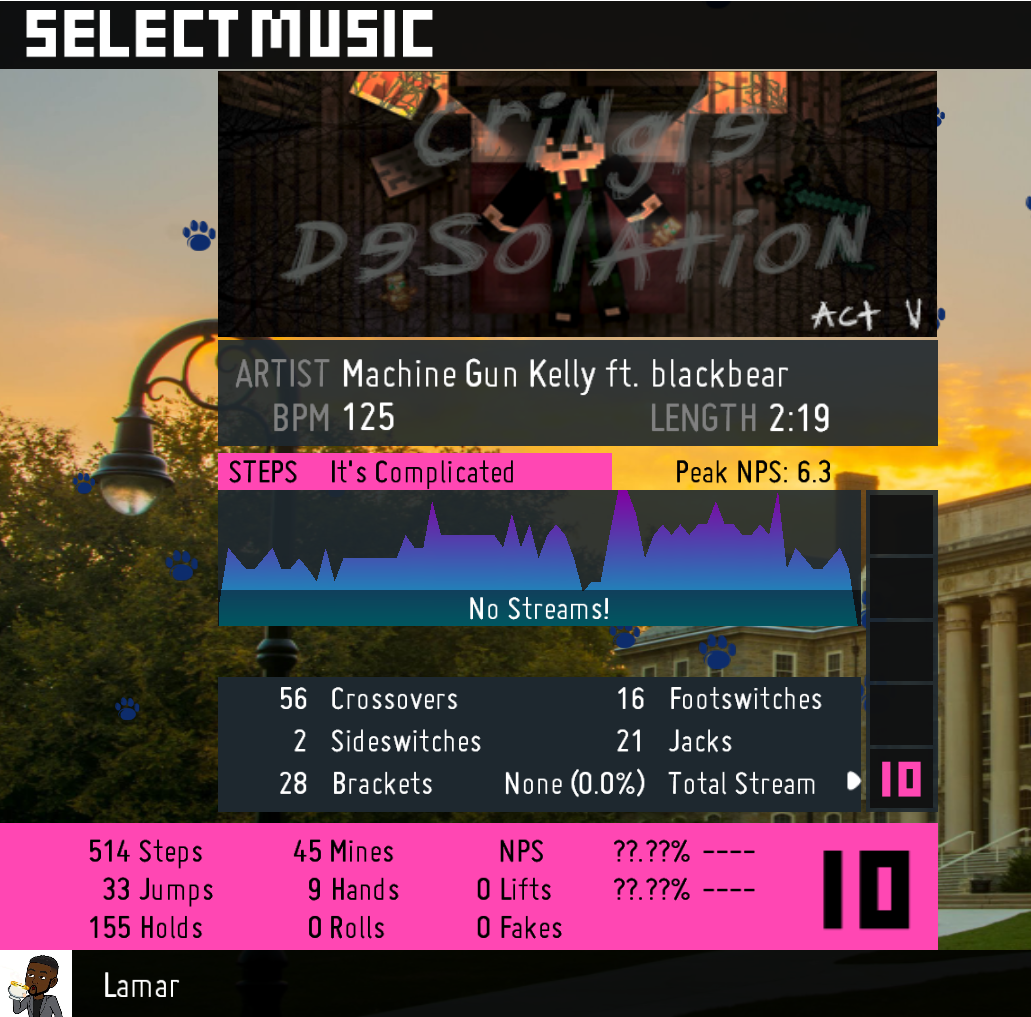 SELECT MUSIC
CRiNgle
DeSolAtioN
Act V
ARTIST Machine Gun Kelly ft. blackbear
BPM 125 LENGTH 2:19
STEPS It's Complicated Peak NPS: 6.3
No Streams!
56 Crossovers 16 Footswitches
2 Sideswitches 21 Jacks
28 Brackets None (0.0%) Total Stream
10
514 Steps 45 Mines NPS ??.??% ----
33 Jumps 9 Hands 0 Lifts ??.??% ----
155 Holds 0 Rolls 0 Fakes
10
Lamar